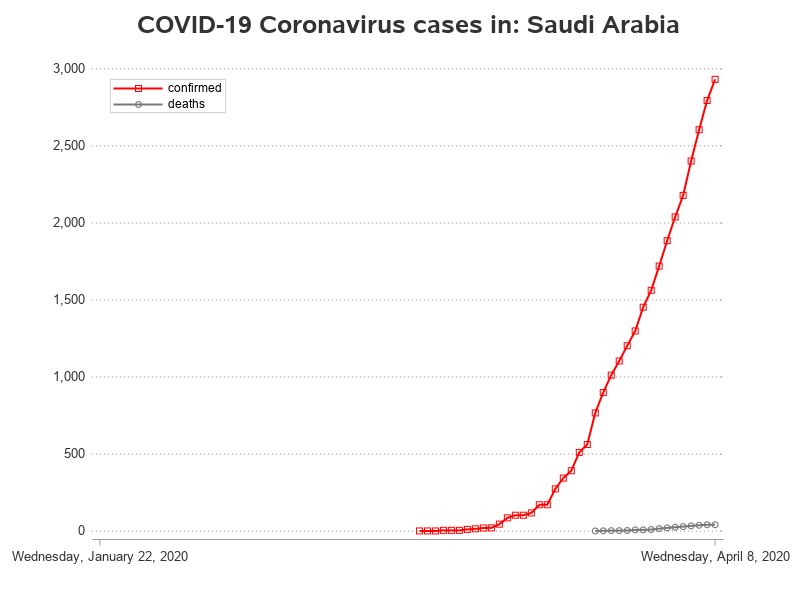 COVID-19 Coronavirus cases in: Saudi Arabia
3,000
confirmed
deaths
2,500
2,000
1,500
1,000
500
0
Wednesday, January 22, 2020
Wednesday, April 8, 2020